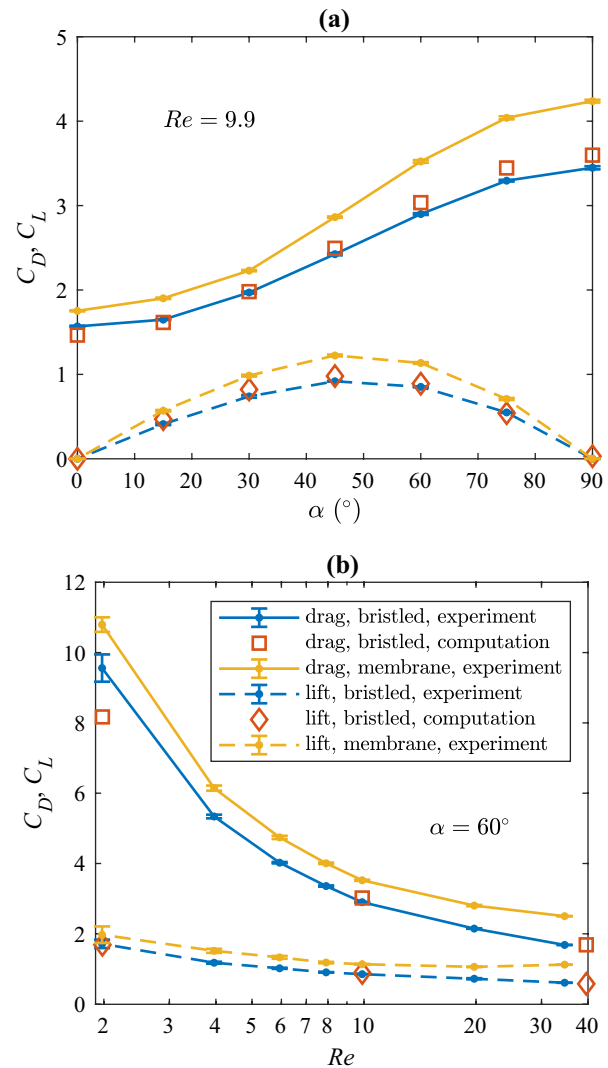 (a)
5
4
3
2
1
0
C_D, C_L
Re = 9.9
0 10 20 30 40 50 60 70 80 90
α (°)
(b)
12
10
8
6
4
2
0
C_D, C_L
drag, bristled, experiment
drag, bristled, computation
drag, membrane, experiment
lift, bristled, experiment
lift, bristled, computation
lift, membrane, experiment
α = 60°
2 3 4 5 6 7 8 10 20 30 40
Re